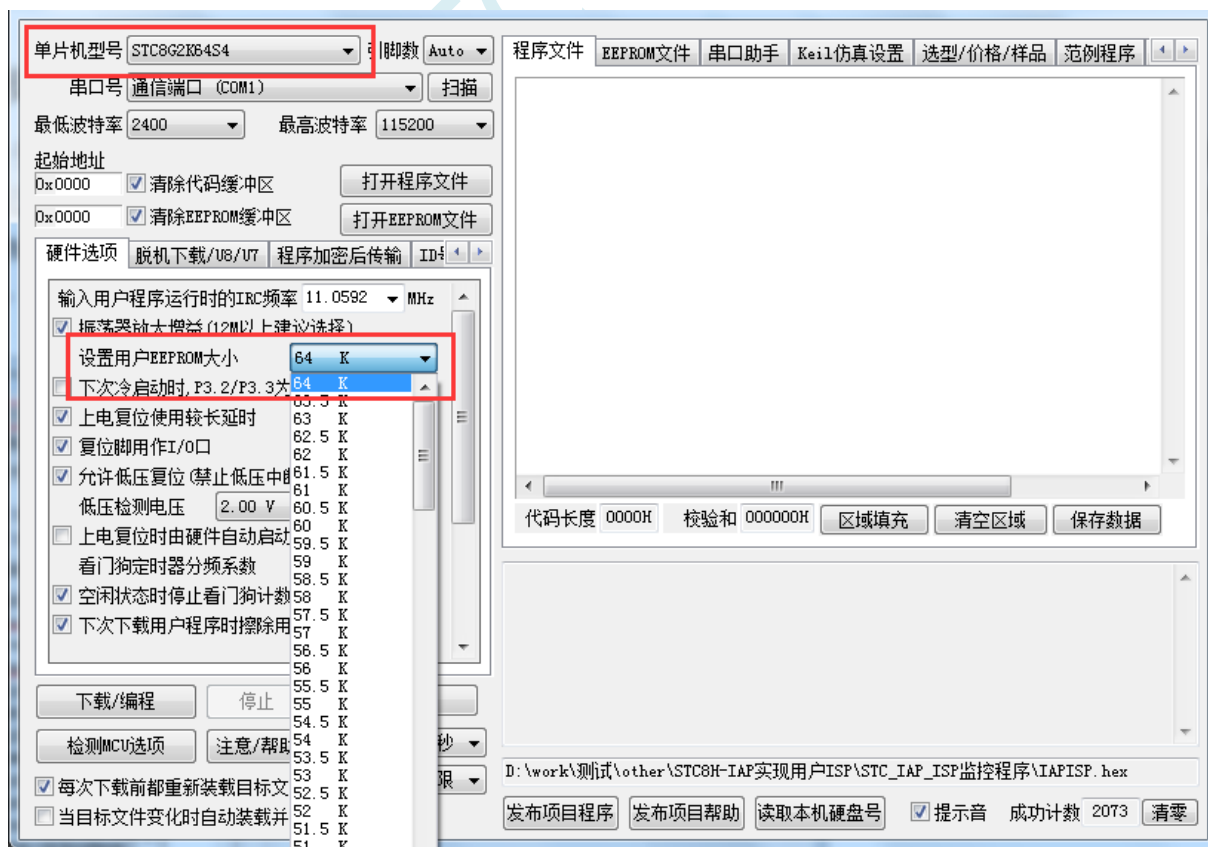 单片机型号 STC8G2K64S4 引脚数 Auto
串口号 通信端口 (COM1) 扫描
最低波特率 2400 最高波特率 115200
起始地址
0x0000 清除代码缓冲区 打开程序文件
0x0000 清除EEPROM缓冲区 打开EEPROM文件
硬件选项 脱机下载/U8/U7 程序加密后传输 ID号
输入用户程序运行时的IRC频率 11.0592 MHz
振荡器放大增益(12M以上建议选择)
设置用户EEPROM大小 64 K
下次冷启动时,P3.2/P3.3为
上电复位使用较长延时
复位脚用作I/O口
允许低压复位(禁止低压中断
低压检测电压 2.00 V
上电复位时由硬件自动启动
看门狗定时器分频系数
空闲状态时停止看门狗计数
下次下载用户程序时擦除用
64 K
63.5 K
63 K
62.5 K
62 K
61.5 K
61 K
60.5 K
60 K
59.5 K
59 K
58.5 K
58 K
57.5 K
57 K
56.5 K
56 K
55.5 K
55 K
54.5 K
54 K
53.5 K
53 K
52.5 K
52 K
51.5 K
51 K
下载/编程 停止
检测MCU选项 注意/帮助 秒
每次下载前都重新装载目标文 限
当目标文件变化时自动装载并
程序文件 EEPROM文件 串口助手 Keil仿真设置 选型/价格/样品 范例程序
代码长度 0000H 校验和 000000H 区域填充 清空区域 保存数据
D:\work\测试\other\STC8H-IAP实现用户ISP\STC_IAP_ISP监控程序\IAPISP.hex
发布项目程序 发布项目帮助 读取本机硬盘号 提示音 成功计数 2073 清零